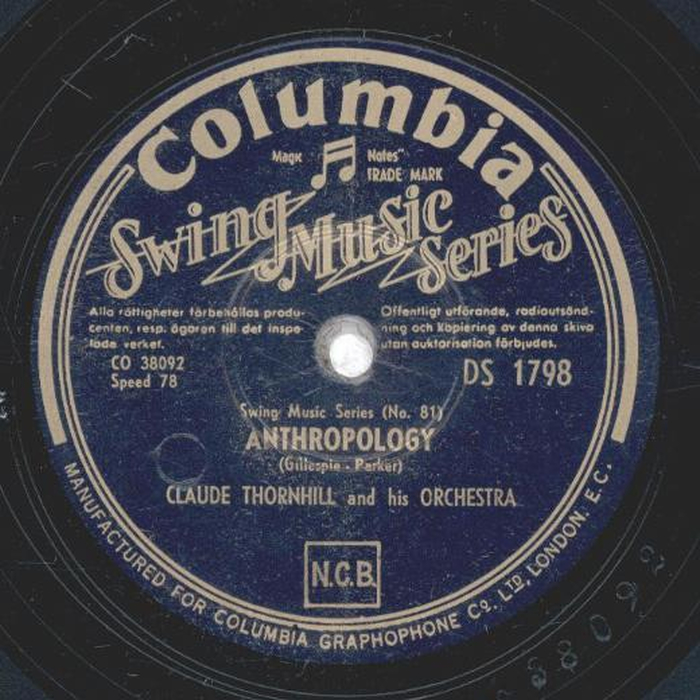 Columbia
Magic Notes"
TRADE MARK
Swing Music Series
Alla rättigheter förbehållas produ-
centen, resp. ägaren till det inspe-
lade verket.
Offentligt utförande, radioutsänd-
ning och kopiering av denna skiva
utan auktorisation förbjudes.
CO 38092
Speed 78
DS 1798
Swing Music Series (No. 81)
ANTHROPOLOGY
(Gillespie - Parker)
CLAUDE THORNHILL and his ORCHESTRA
N.C.B.
MANUFACTURED FOR COLUMBIA GRAPHOPHONE Co. LTD, LONDON. E.C.
38092